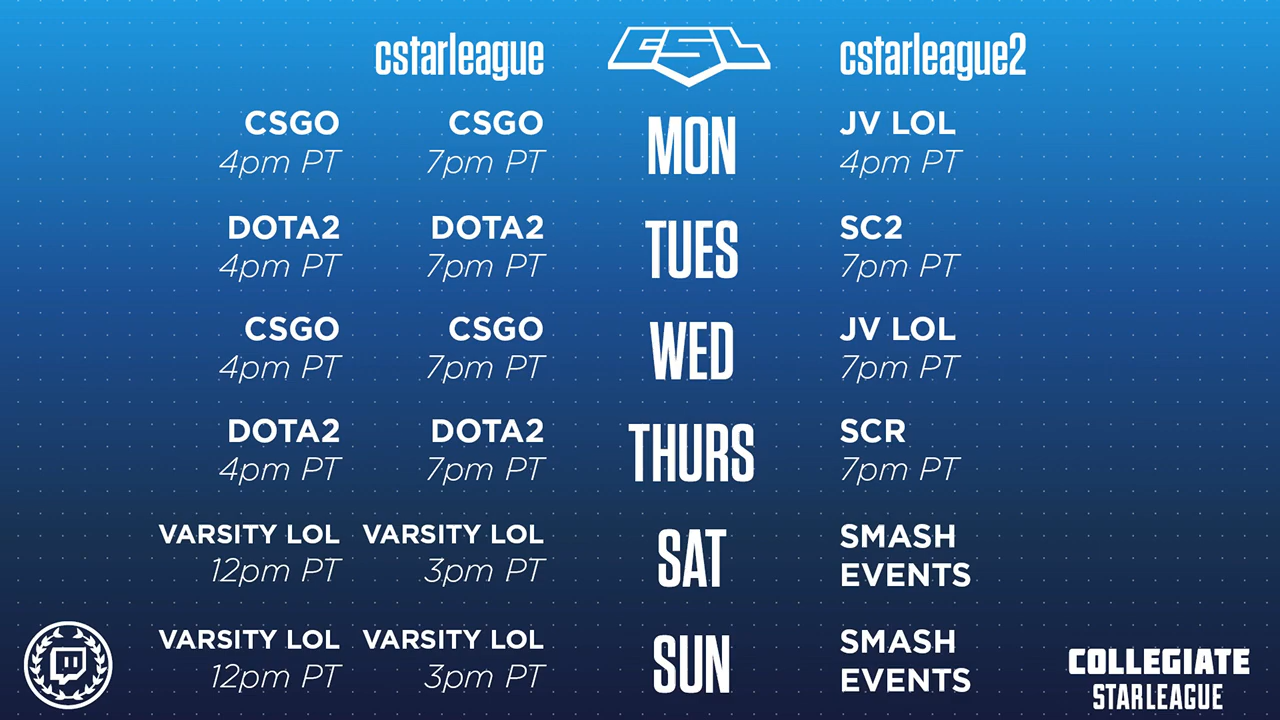 cstarleague CSL cstarleague2
CSGO CSGO MON JV LOL
4pm PT 7pm PT 4pm PT
DOTA2 DOTA2 TUES SC2
4pm PT 7pm PT 7pm PT
CSGO CSGO WED JV LOL
4pm PT 7pm PT 7pm PT
DOTA2 DOTA2 THURS SCR
4pm PT 7pm PT 7pm PT
VARSITY LOL VARSITY LOL SAT SMASH
12pm PT 3pm PT EVENTS
VARSITY LOL VARSITY LOL SUN SMASH
12pm PT 3pm PT EVENTS
COLLEGIATE
STARLEAGUE